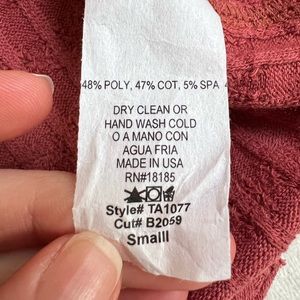 48% POLY, 47% COT, 5% SPA
DRY CLEAN OR
HAND WASH COLD
O A MANO CON
AGUA FRIA
MADE IN USA
RN#18185
Style# TA1077
Cut# B2059
Smalll